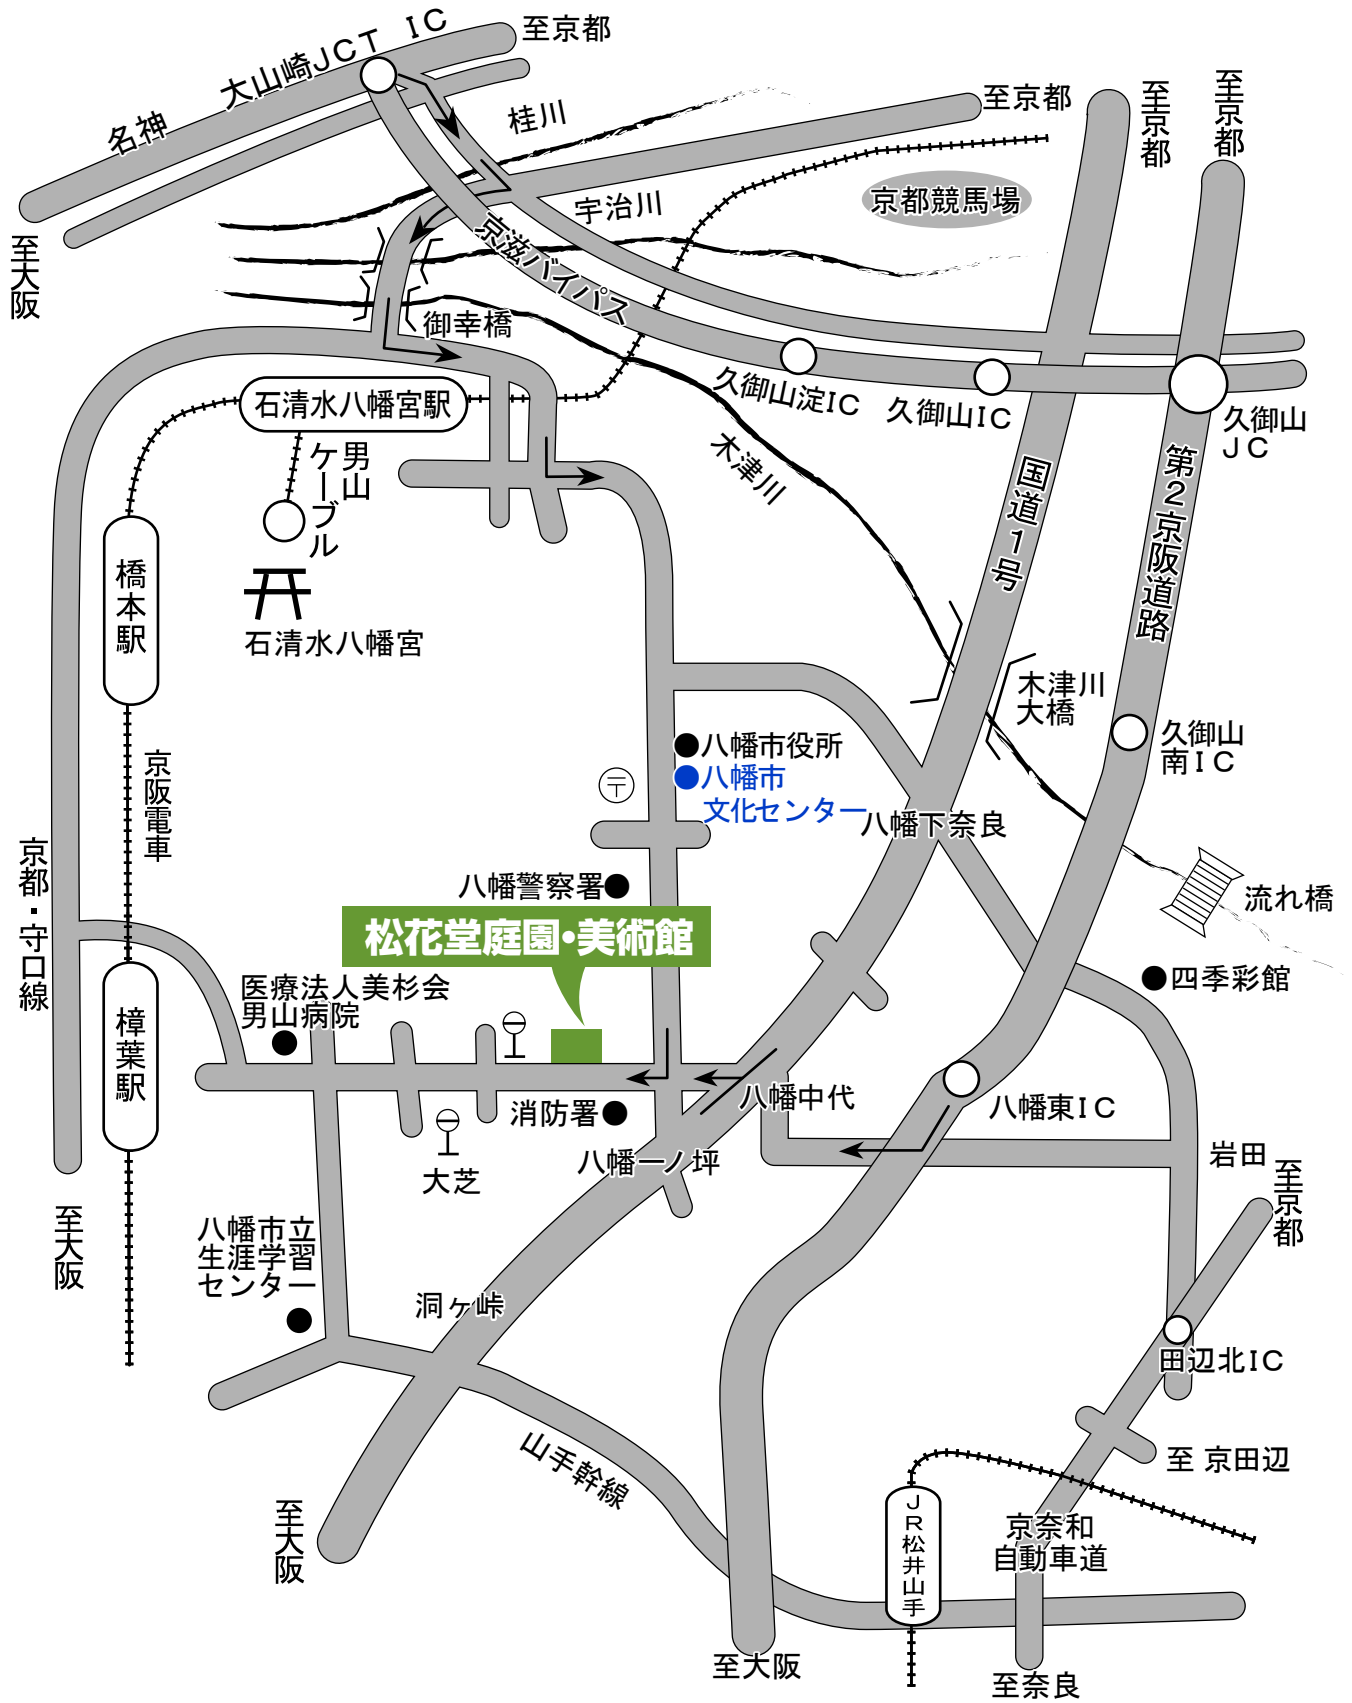 大山崎JCT IC
至京都
名神
至大阪
桂川
至京都
至京都
至京都
宇治川
京都競馬場
京滋バイパス
御幸橋
久御山淀IC
久御山IC
久御山
JC
石清水八幡宮駅
男山
ケーブル
木津川
国道1号
第2京阪道路
橋本駅
石清水八幡宮
木津川
大橋
久御山
南IC
八幡市役所
八幡市
文化センター
〒
八幡下奈良
京阪電車
京都・守口線
八幡警察署
流れ橋
松花堂庭園・美術館
四季彩館
医療法人美杉会
男山病院
樟葉駅
八幡中代
八幡東IC
消防署
大芝
八幡一ノ坪
岩田
至京都
至大阪
八幡市立
生涯学習
センター
洞ヶ峠
田辺北IC
山手幹線
至 京田辺
至大阪
JR松井山手
京奈和
自動車道
至大阪
至奈良